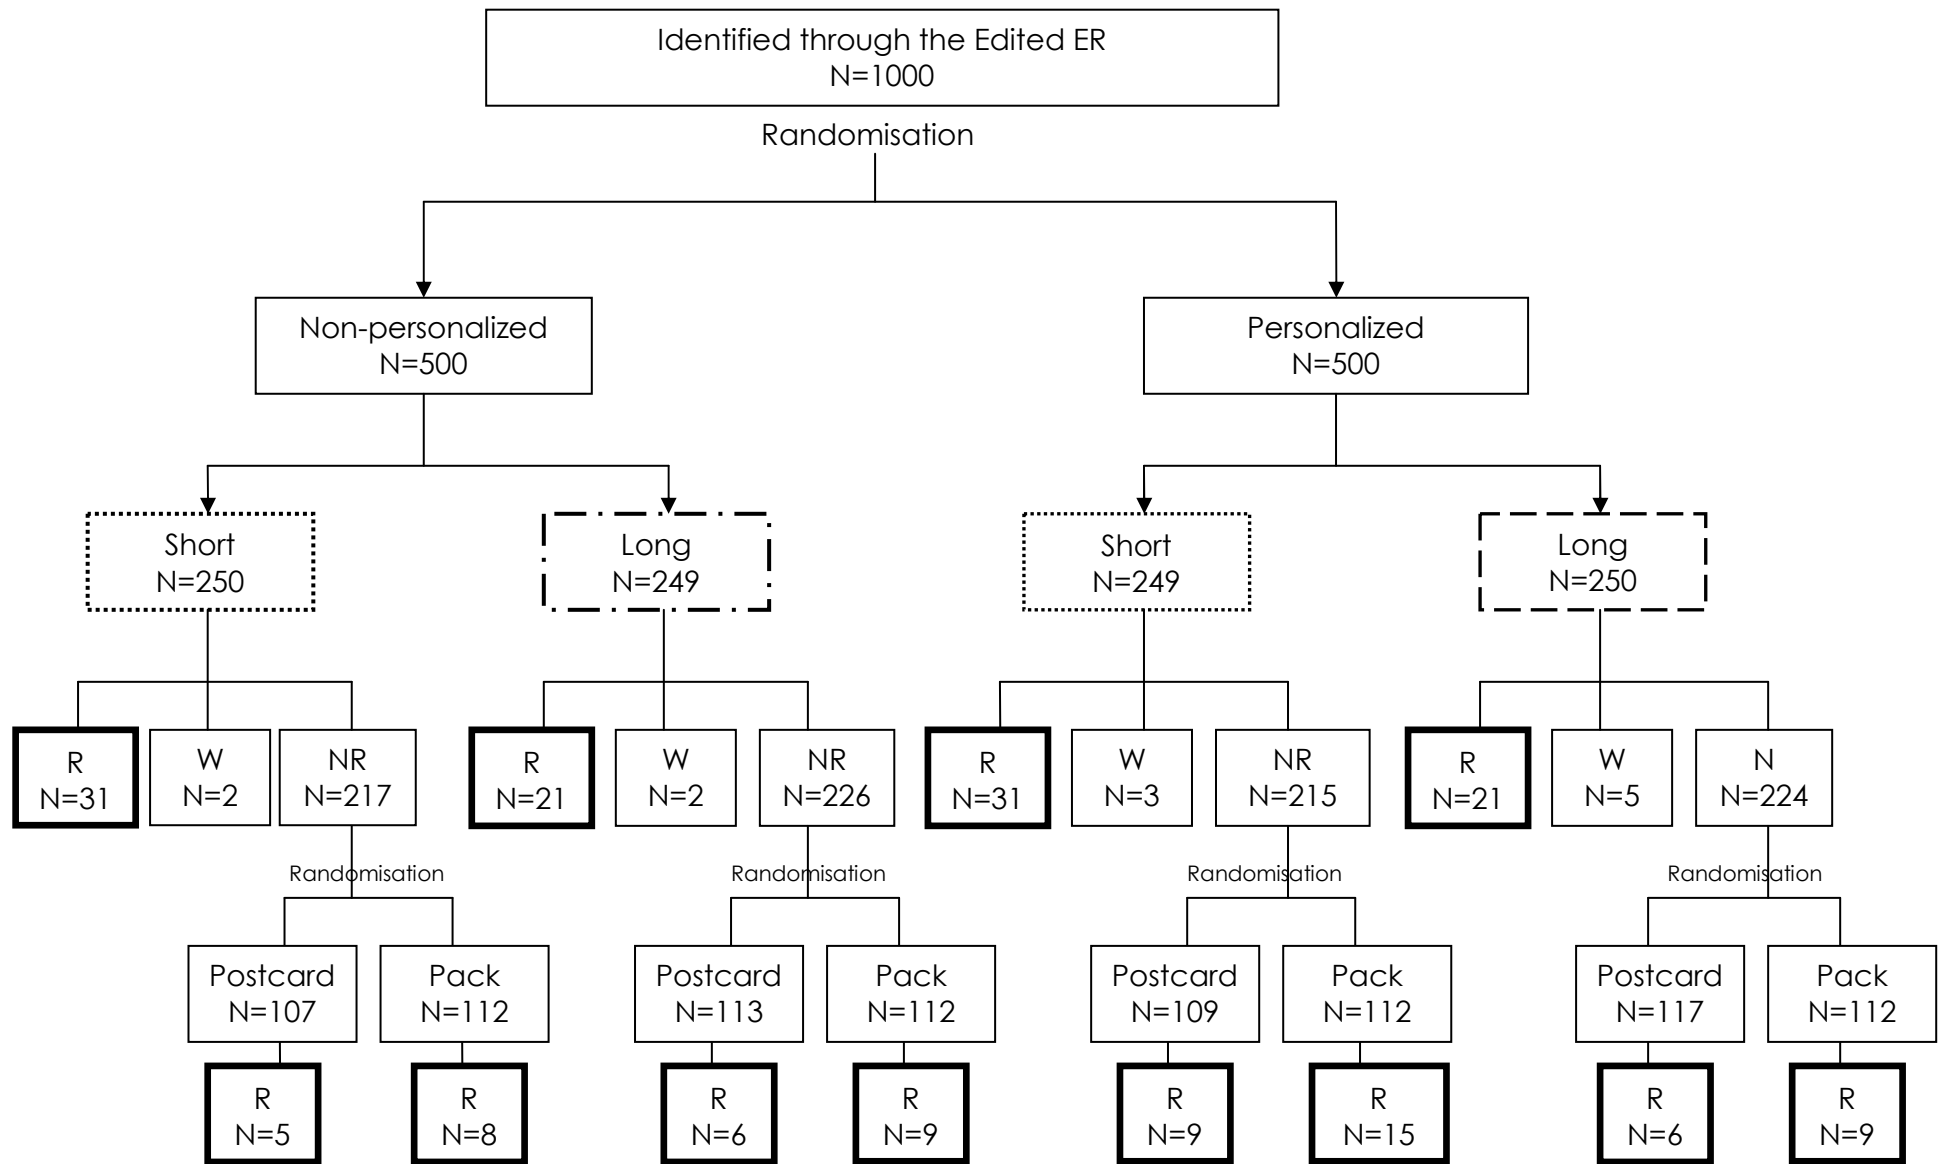 Identified through the Edited ER
N=1000
Randomisation
Non-personalized
N=500
Personalized
N=500
Short
N=250
Long
N=249
Short
N=249
Long
N=250
R
N=31
W
N=2
NR
N=217
R
N=21
W
N=2
NR
N=226
R
N=31
W
N=3
NR
N=215
R
N=21
W
N=5
N
N=224
Randomisation
Randomisation
Randomisation
Randomisation
Postcard
N=107
Pack
N=112
Postcard
N=113
Pack
N=112
Postcard
N=109
Pack
N=112
Postcard
N=117
Pack
N=112
R
N=5
R
N=8
R
N=6
R
N=9
R
N=9
R
N=15
R
N=6
R
N=9